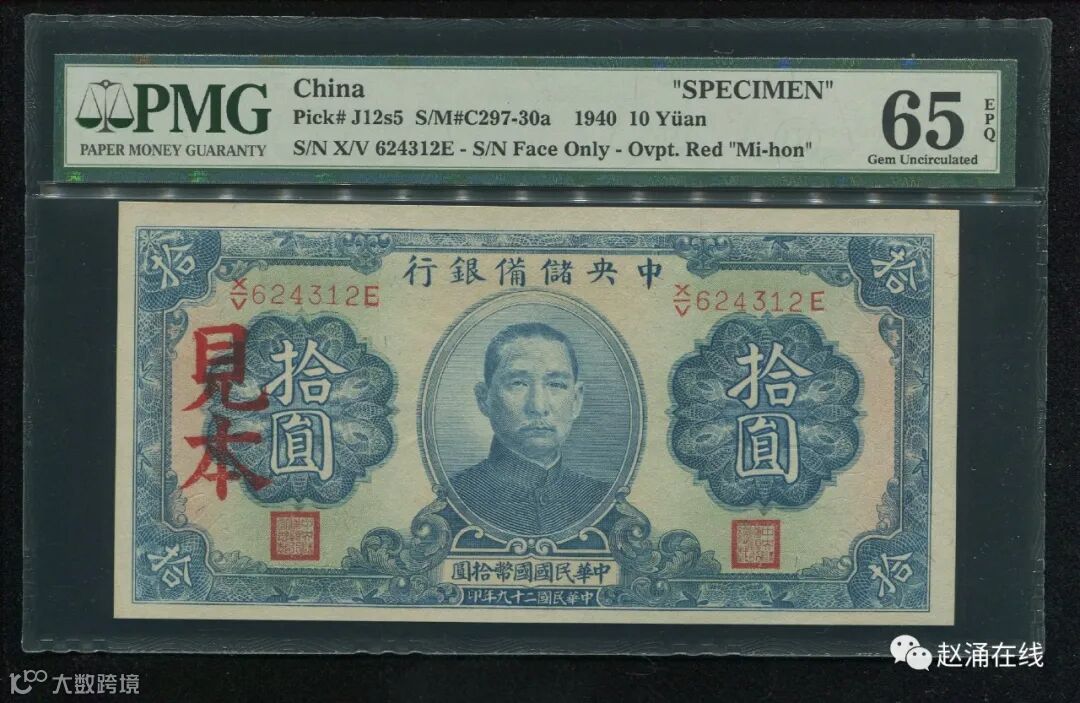 PMG
PAPER MONEY GUARANTY
China
"SPECIMEN"
Pick# J12s5 S/M#C297-30a 1940 10 Yüan
S/N X/V 624312E - S/N Face Only - Ovpt. Red "Mi-hon"
65
EPQ
Gem Uncirculated
拾
拾
行銀備儲央中
X/V 624312E
X/V 624312E
見本
拾圓
拾圓
圓拾幣國國民華中
印年九十二國民華中
拾
拾
赵涌在线
大数跨境